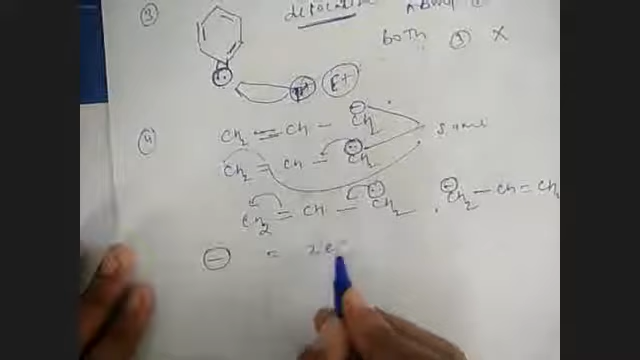 ③ delocalise π Bond
Both ③ X
E+
④ CH₂ = CH - CH₂ ⊖
same
CH₂ = CH - CH₂
CH₂ = CH - CH₂ ⊖ , ⊖ CH₂ - CH = CH₂
⊖ = 2e